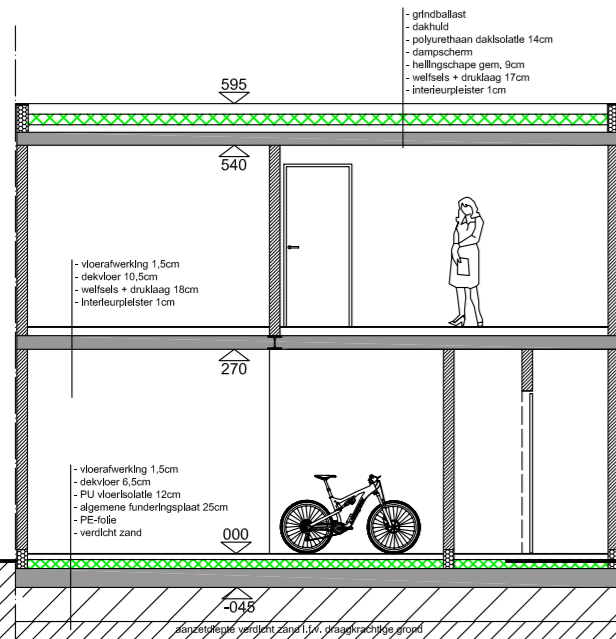 - grindballast
- dakhuid
- polyurethaan dakisolatie 14cm
- dampscherm
- hellingschape gem. 9cm
- welfsels + druklaag 17cm
- interieurpleister 1cm
595
540
- vloerafwerking 1,5cm
- dekvloer 10,5cm
- welfsels + druklaag 18cm
- interieurpleister 1cm
270
- vloerafwerking 1,5cm
- dekvloer 6,5cm
- PU vloerisolatie 12cm
- algemene funderingsplaat 25cm
- PE-folie
- verdicht zand
000
-045
aanzetdiepte verdicht zand i.f.v. draagkrachtige grond